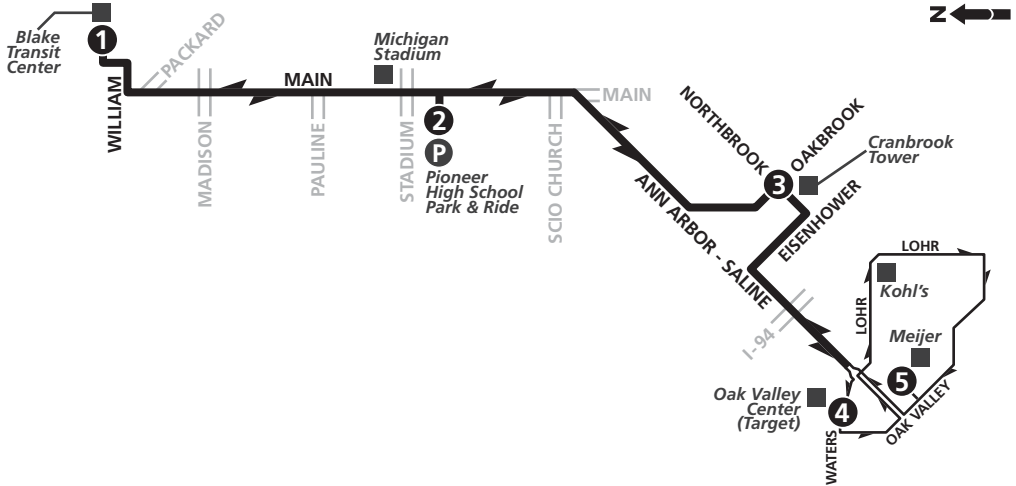 Blake
Transit
Center
1
WILLIAM
PACKARD
MADISON
MAIN
PAULINE
Michigan
Stadium
STADIUM
2
P
Pioneer
High School
Park & Ride
SCIO CHURCH
MAIN
N
NORTHBROOK
OAKBROOK
3
Cranbrook
Tower
ANN ARBOR - SALINE
EISENHOWER
I-94
LOHR
LOHR
Kohl's
Meijer
5
OAK VALLEY
Oak Valley
Center
(Target)
4
WATERS